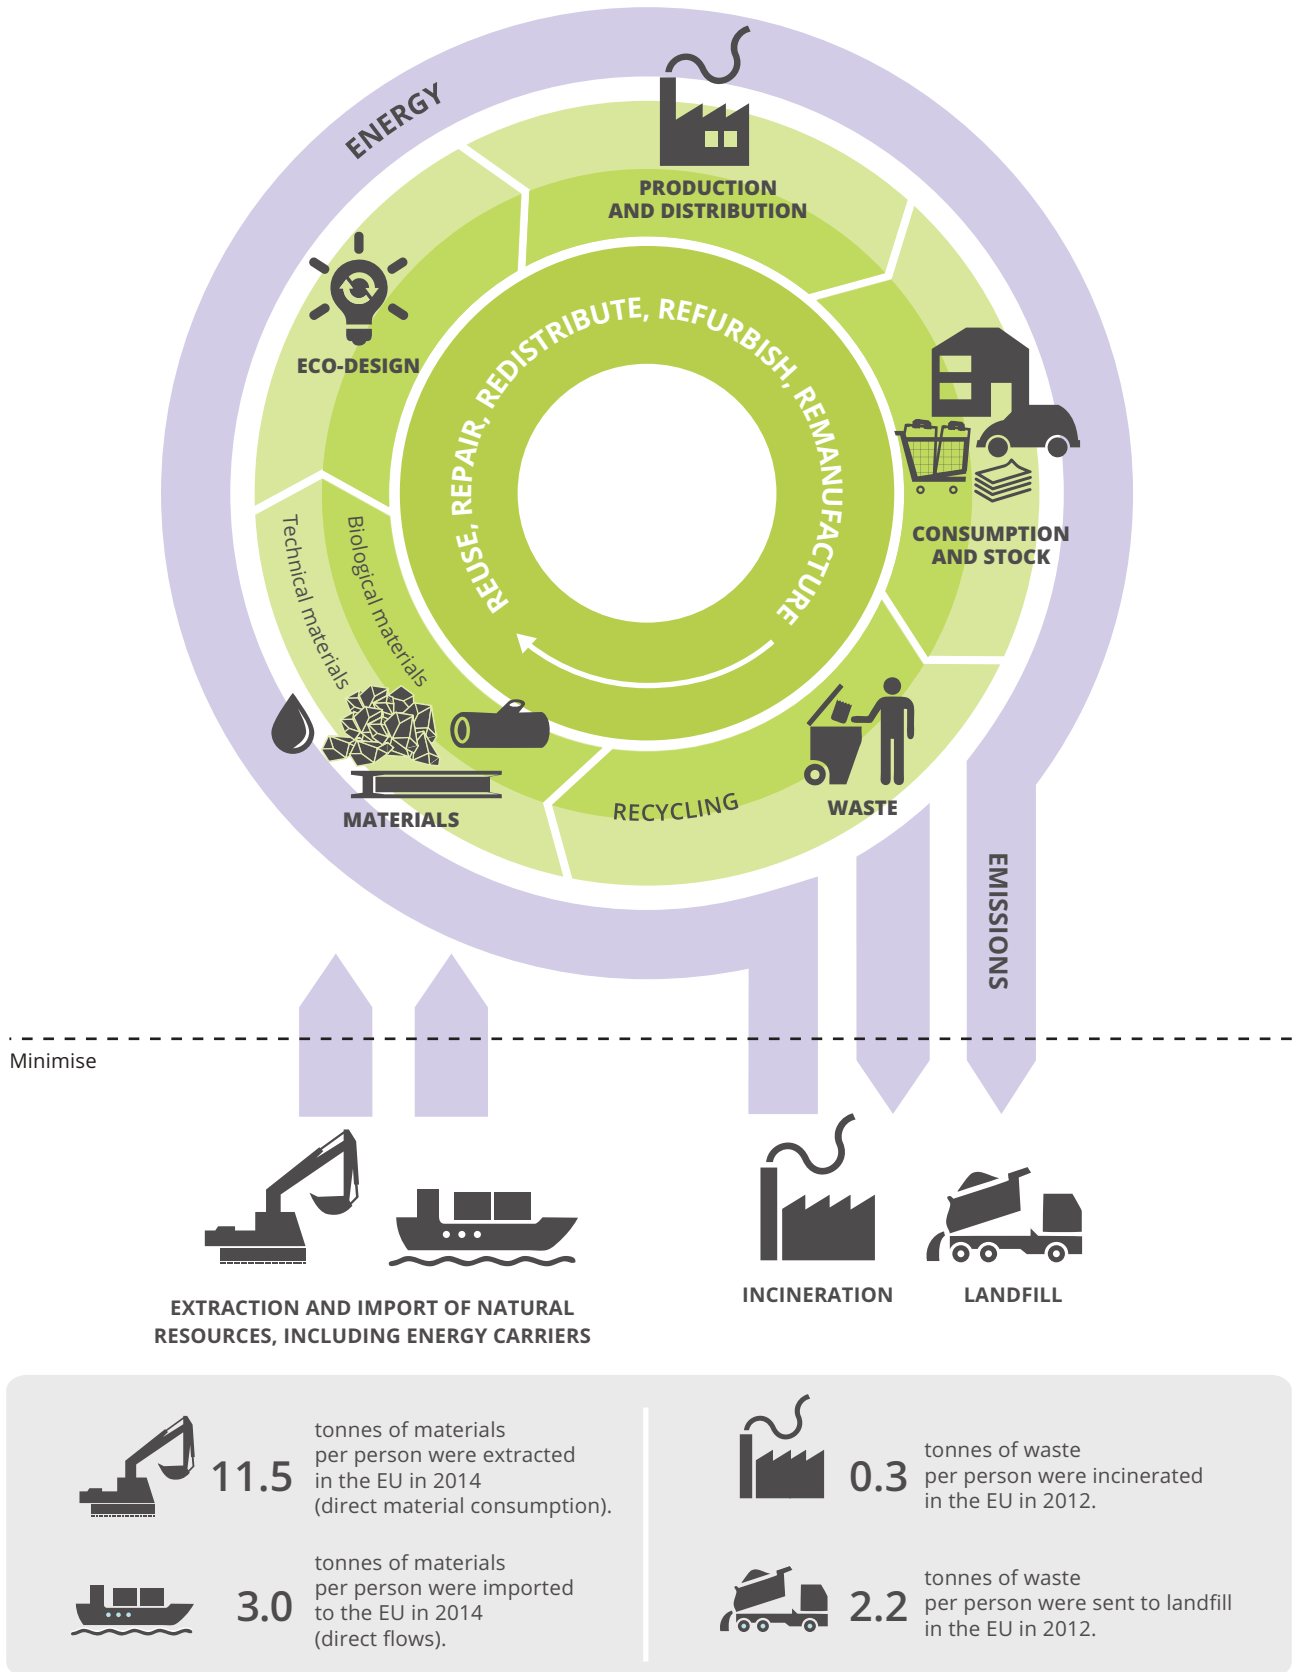 ENERGY
PRODUCTION
AND DISTRIBUTION
ECO-DESIGN
REUSE, REPAIR, REDISTRIBUTE, REFURBISH, REMANUFACTURE
CONSUMPTION
AND STOCK
Technical materials
Biological materials
MATERIALS
RECYCLING
WASTE
EMISSIONS
Minimise
EXTRACTION AND IMPORT OF NATURAL
RESOURCES, INCLUDING ENERGY CARRIERS
INCINERATION
LANDFILL
11.5
tonnes of materials
per person were extracted
in the EU in 2014
(direct material consumption).
3.0
tonnes of materials
per person were imported
to the EU in 2014
(direct flows).
0.3
tonnes of waste
per person were incinerated
in the EU in 2012.
2.2
tonnes of waste
per person were sent to landfill
in the EU in 2012.